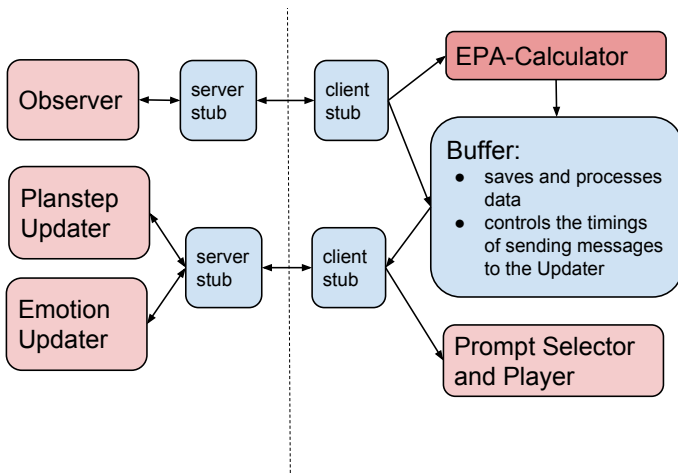 Observer
server
stub
client
stub
EPA-Calculator
Buffer:
● saves and processes
data
● controls the timings
of sending messages
to the Updater
Planstep
Updater
Emotion
Updater
server
stub
client
stub
Prompt Selector
and Player